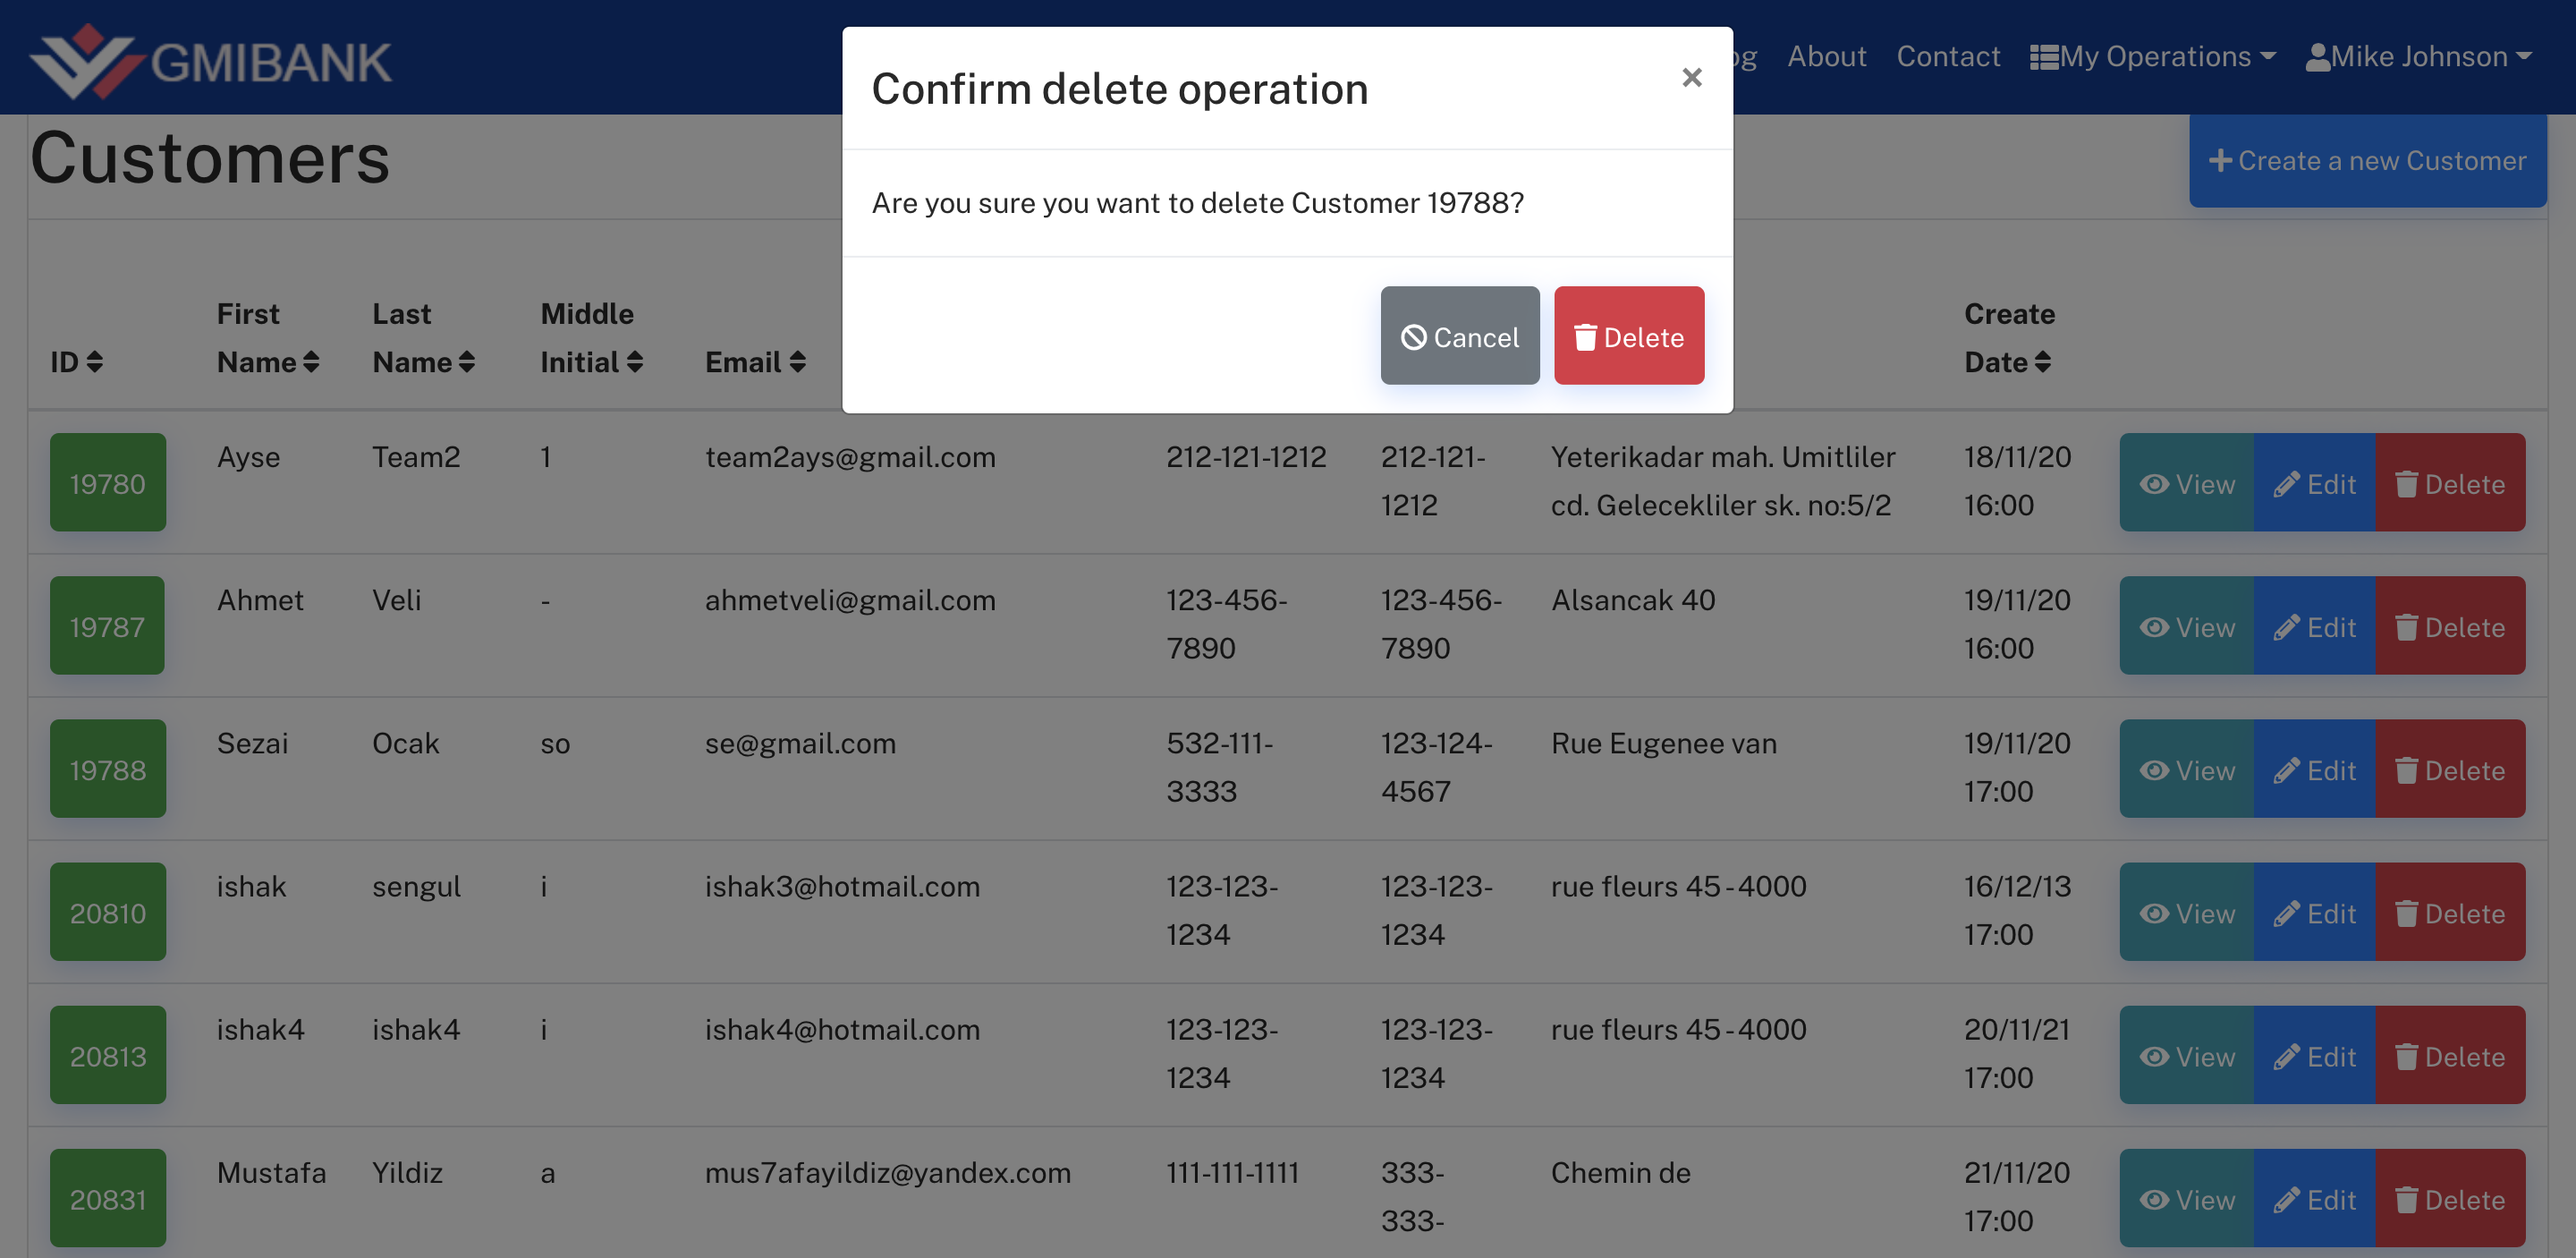 GMIBANK
About Contact My Operations Mike Johnson
Confirm delete operation ×
Are you sure you want to delete Customer 19788?
Cancel Delete
Customers
Create a new Customer
ID First Name Last Name Middle Initial Email Create Date
19780 Ayse Team2 1 team2ays@gmail.com 212-121-1212 212-121- Yeterikadar mah. Umitliler 18/11/20 View Edit Delete
1212 cd. Gelecekliler sk. no:5/2 16:00
19787 Ahmet Veli - ahmetveli@gmail.com 123-456- 123-456- Alsancak 40 19/11/20 View Edit Delete
7890 7890 16:00
19788 Sezai Ocak so se@gmail.com 532-111- 123-124- Rue Eugenee van 19/11/20 View Edit Delete
3333 4567 17:00
20810 ishak sengul i ishak3@hotmail.com 123-123- 123-123- rue fleurs 45 - 4000 16/12/13 View Edit Delete
1234 1234 17:00
20813 ishak4 ishak4 i ishak4@hotmail.com 123-123- 123-123- rue fleurs 45 - 4000 20/11/21 View Edit Delete
1234 1234 17:00
20831 Mustafa Yildiz a mus7afayildiz@yandex.com 111-111-1111 333- Chemin de 21/11/20 View Edit Delete
333- 17:00